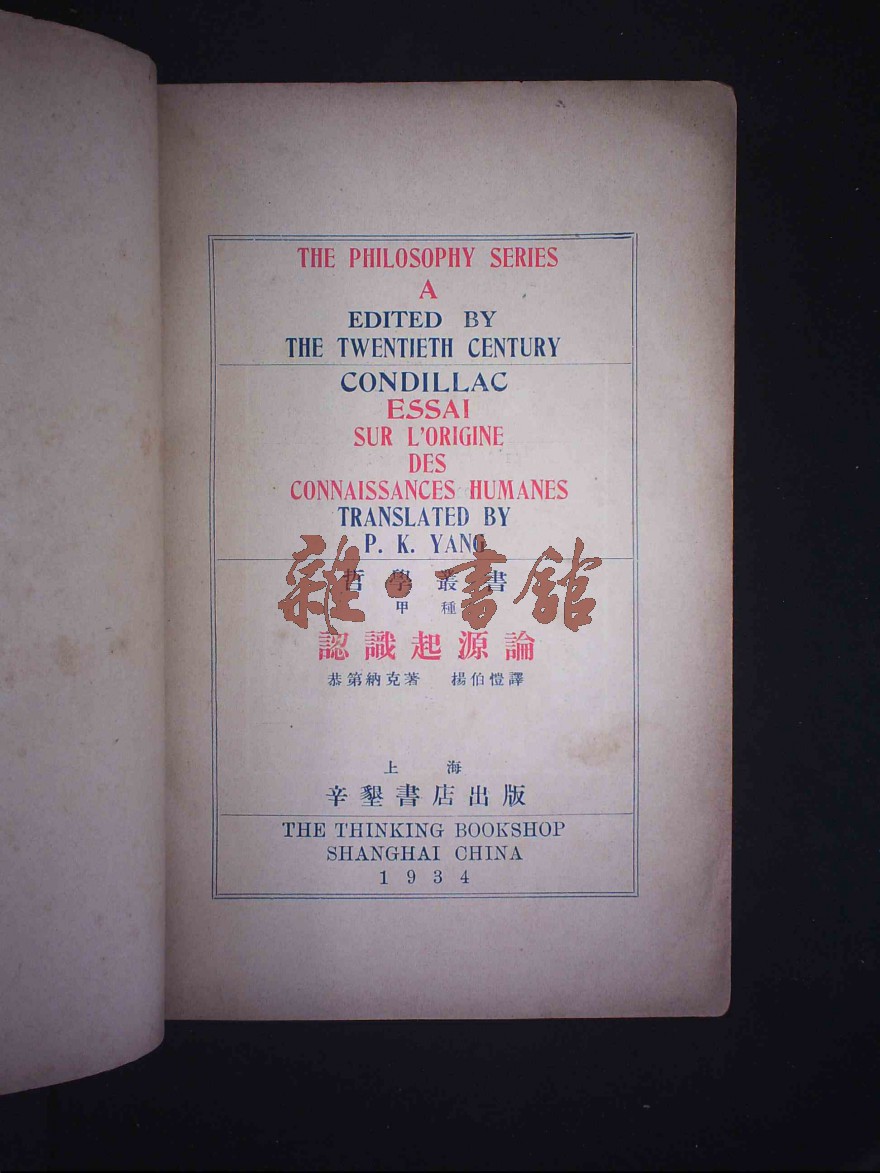 THE PHILOSOPHY SERIES
A
EDITED BY
THE TWENTIETH CENTURY
CONDILLAC
ESSAI
SUR L'ORIGINE
DES
CONNAISSANCES HUMANES
TRANSLATED BY
P. K. YANG
雜·書館
哲學叢書
甲種
認識起源論
恭第納克著 楊伯愷譯
上海
辛墾書店出版
THE THINKING BOOKSHOP
SHANGHAI CHINA
1934